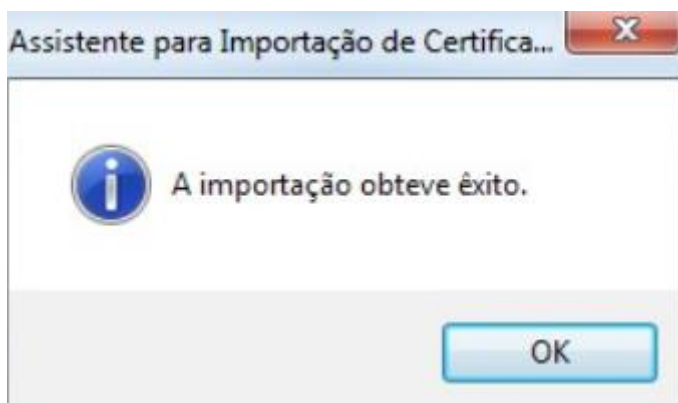 Assistente para Importação de Certifica...
A importação obteve êxito.
OK